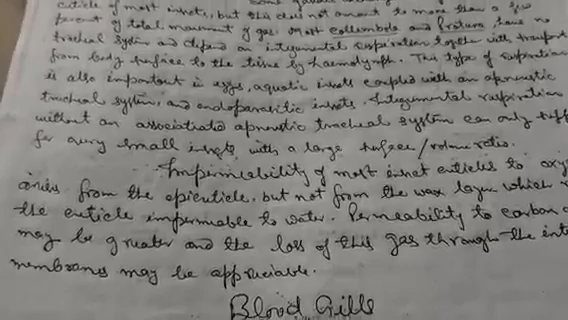 cuticle of most insects, but this does not amount to more than a few
percent of total movement of gas. Most collembola and protura have no
tracheal system and depend on integumental respiration together with transport
from body surface to the tissue by haemolymph. This type of respiration
is also important in eggs, aquatic insects coupled with an apneustic
tracheal system, and endoparasitic insects. Integumental respiration
without an associated apneustic tracheal system can only suff
for very small insects with a large surface/volume ratio.
Impermeability of most insect cuticles to oxy
arises from the epicuticle, but not from the wax layer which
the cuticle impermeable to water. Permeability to carbon
may be greater and the loss of this gas through the inte
membranes may be appreciable.
Blood Gills